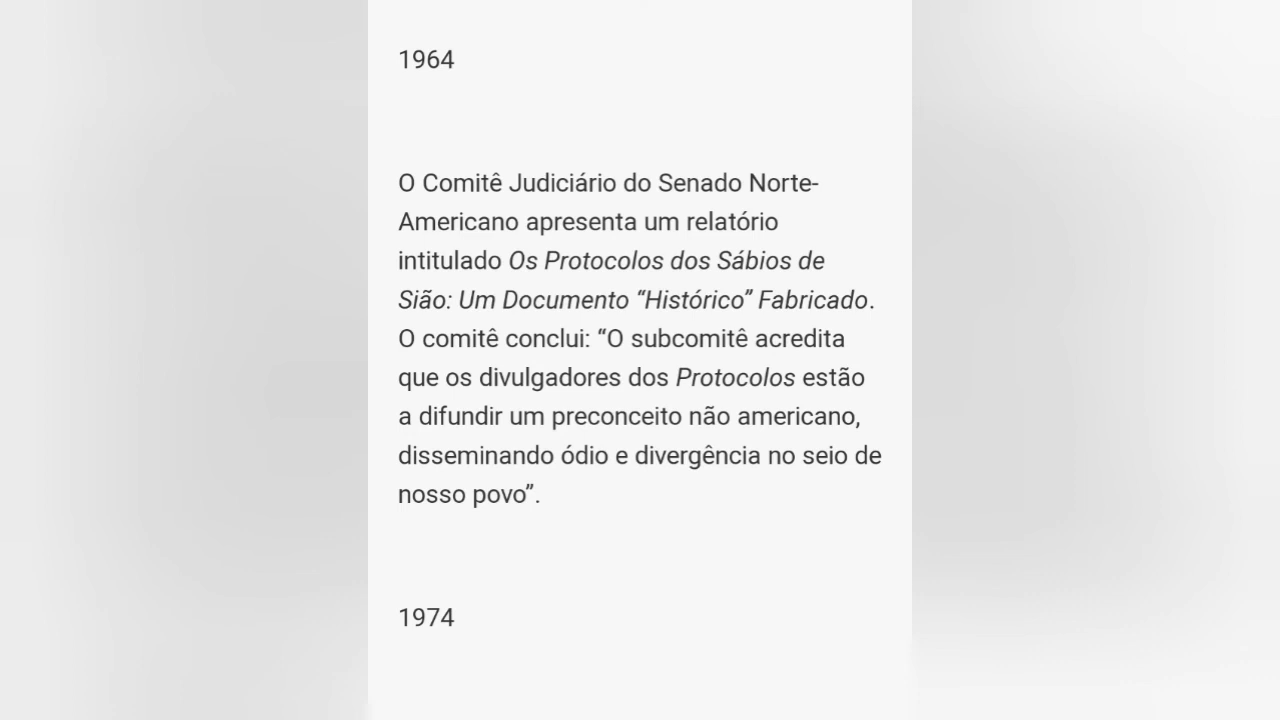 1964
O Comitê Judiciário do Senado Norte-
Americano apresenta um relatório
intitulado Os Protocolos dos Sábios de
Sião: Um Documento “Histórico” Fabricado.
O comitê conclui: “O subcomitê acredita
que os divulgadores dos Protocolos estão
a difundir um preconceito não americano,
disseminando ódio e divergência no seio de
nosso povo”.
1974